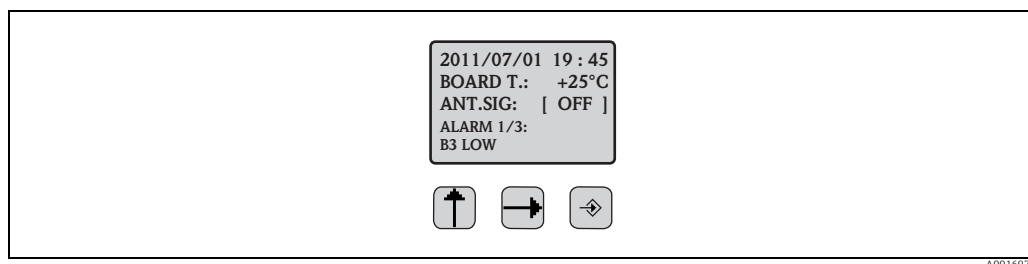 2011/07/01 19 : 45
BOARD T.: +25°C
ANT.SIG: [ OFF ]
ALARM 1/3:
B3 LOW